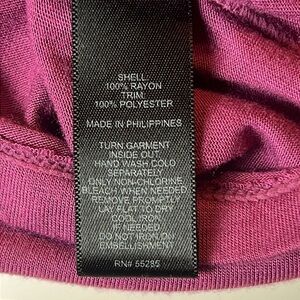 SHELL:
100% RAYON
TRIM:
100% POLYESTER
MADE IN PHILIPPINES
TURN GARMENT
INSIDE OUT
HAND WASH COLD
SEPARATELY
ONLY NON-CHLORINE
BLEACH WHEN NEEDED
REMOVE PROMPTLY
LAY FLAT TO DRY
COOL IRON
IF NEEDED
DO NOT IRON ON
EMBELLISHMENT
RN# 55285